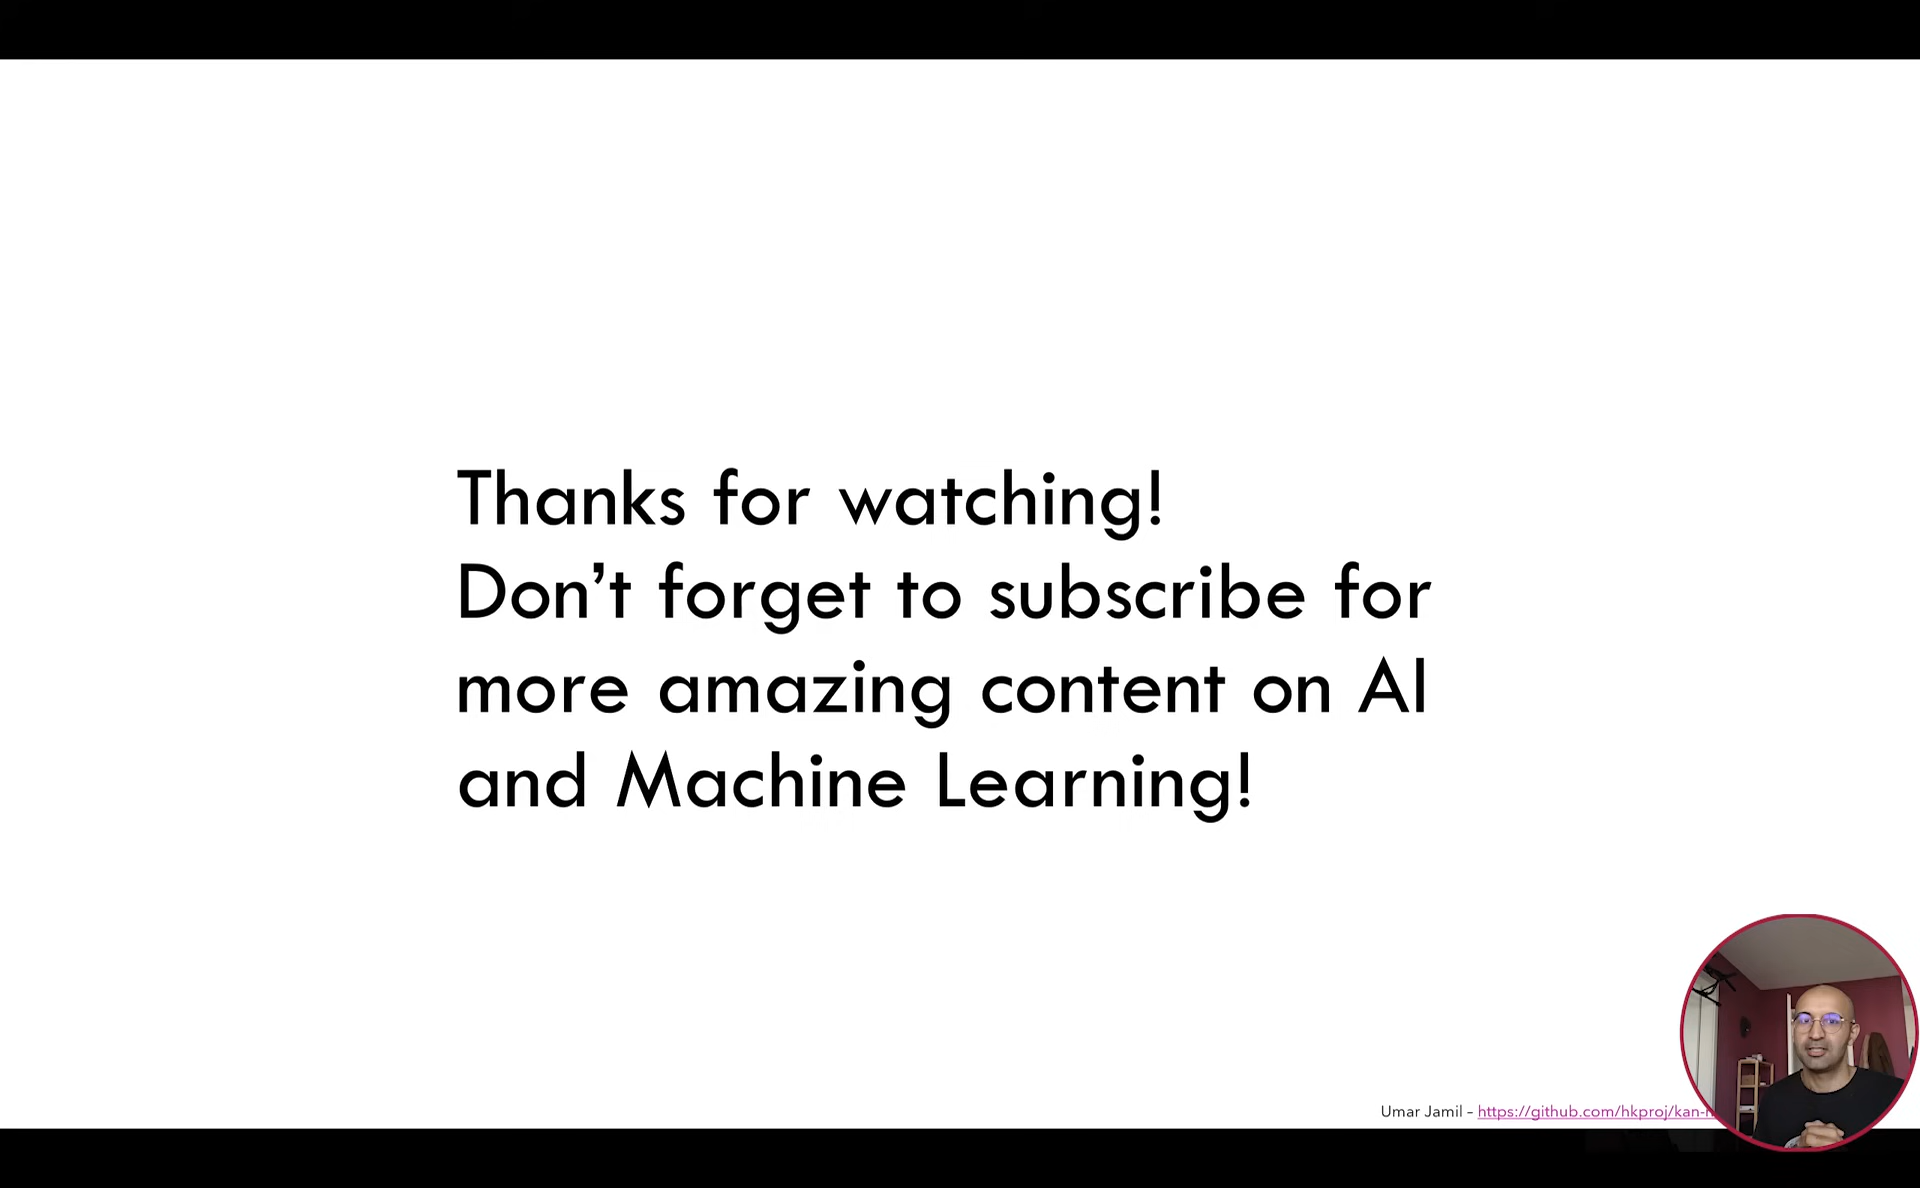 Thanks for watching!
Don’t forget to subscribe for
more amazing content on AI
and Machine Learning!
Umar Jamil – https://github.com/hkproj/kan-